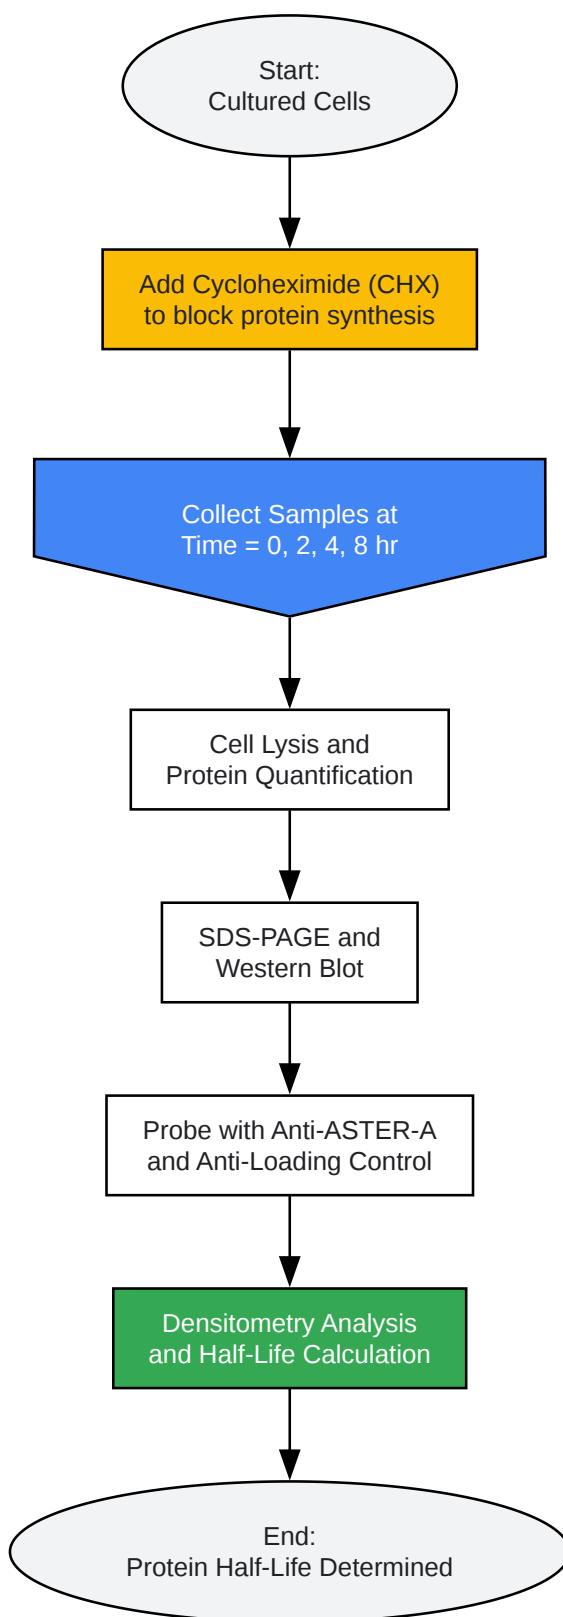 Start:
Cultured Cells
Add Cycloheximide (CHX)
to block protein synthesis
Collect Samples at
Time = 0, 2, 4, 8 hr
Cell Lysis and
Protein Quantification
SDS-PAGE and
Western Blot
Probe with Anti-ASTER-A
and Anti-Loading Control
Densitometry Analysis
and Half-Life Calculation
End:
Protein Half-Life Determined